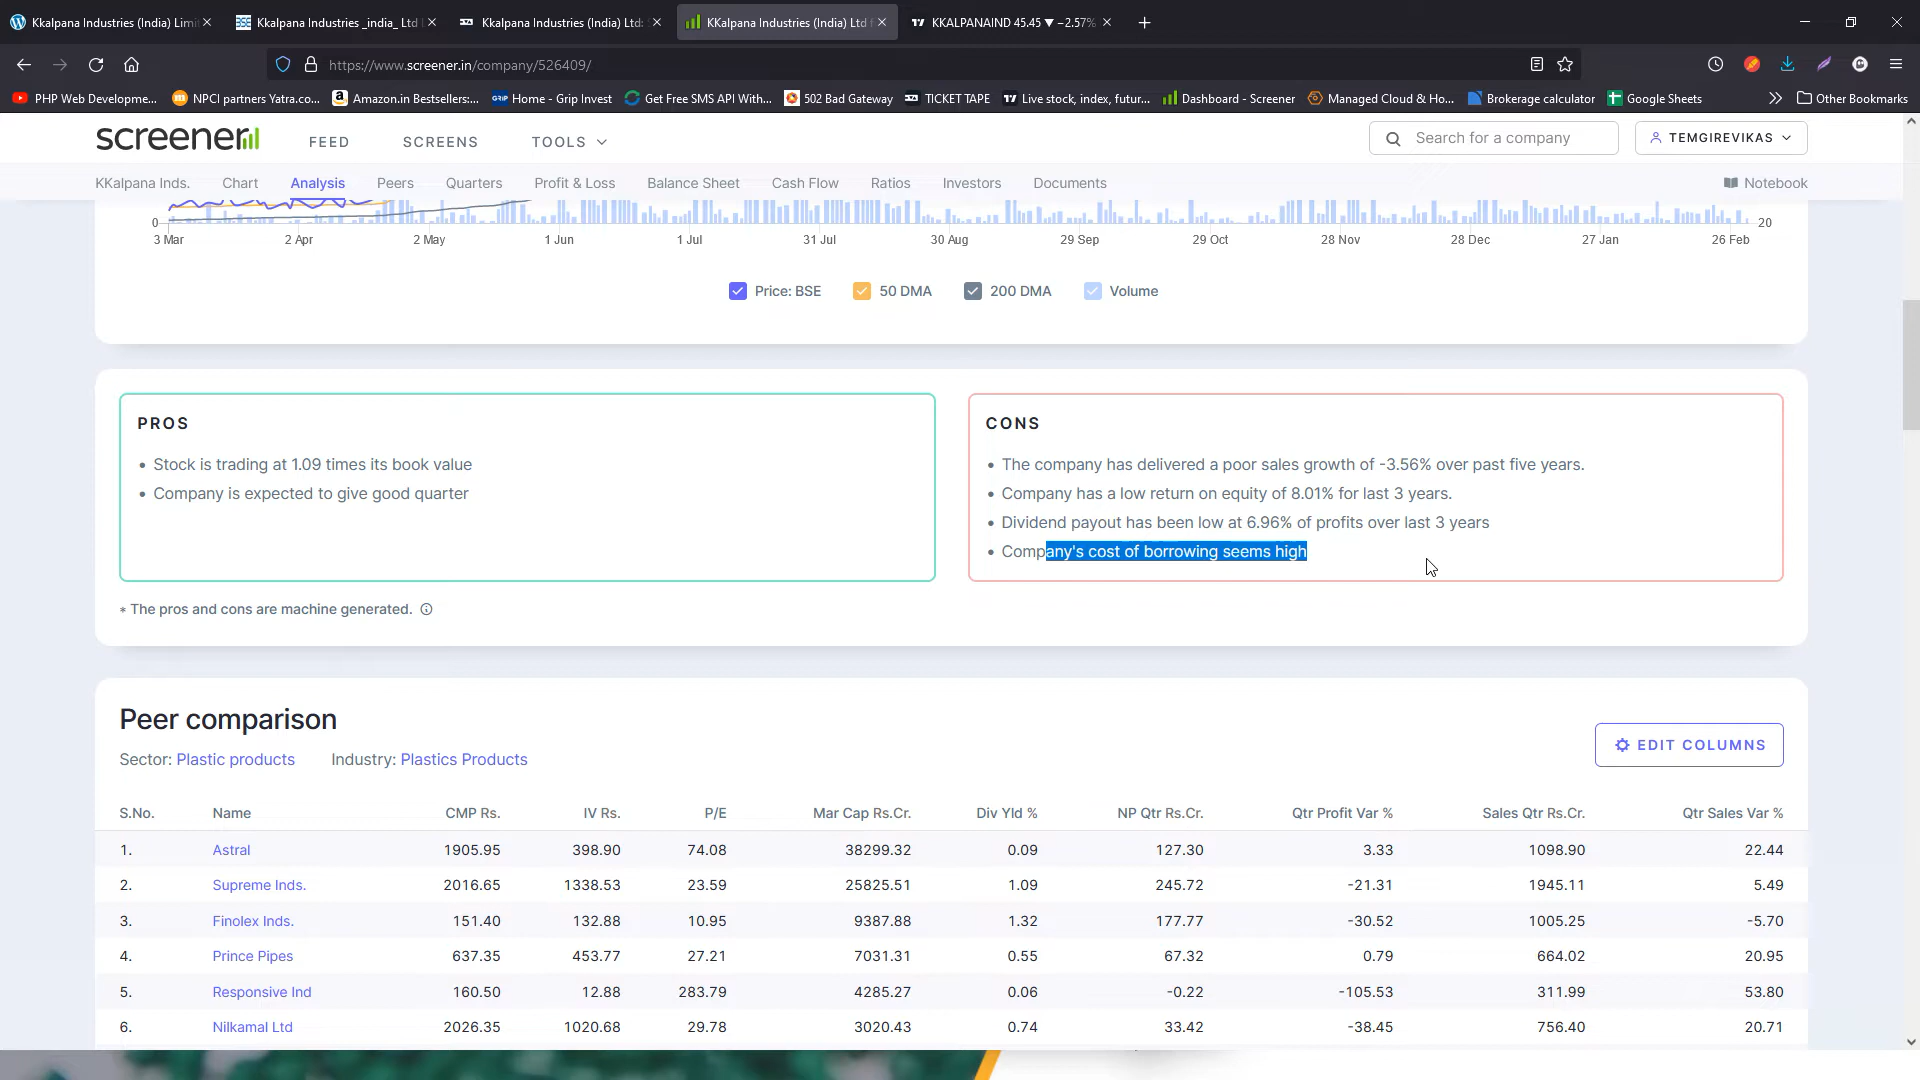 Kkalpana Industries (India) Limi
Kkalpana Industries _india_ Ltd
Kkalpana Industries (India) Ltd:
KKalpana Industries (India) Ltd f
KKALPANAIND 45.45 ▼ −2.57%
https://www.screener.in/company/526409/
PHP Web Developme...
NPCI partners Yatra.co...
Amazon.in Bestsellers:...
GRIP Home - Grip Invest
Get Free SMS API With...
502 Bad Gateway
TICKET TAPE
Live stock, index, futur...
Dashboard - Screener
Managed Cloud & Ho...
Brokerage calculator
Google Sheets
Other Bookmarks
screener
FEED
SCREENS
TOOLS
Search for a company
TEMGIREVIKAS
KKalpana Inds. Chart Analysis Peers Quarters Profit & Loss Balance Sheet Cash Flow Ratios Investors Documents Notebook
0 20
3 Mar 2 Apr 2 May 1 Jun 1 Jul 31 Jul 30 Aug 29 Sep 29 Oct 28 Nov 28 Dec 27 Jan 26 Feb
Price: BSE 50 DMA 200 DMA Volume
PROS
• Stock is trading at 1.09 times its book value
• Company is expected to give good quarter
CONS
• The company has delivered a poor sales growth of -3.56% over past five years.
• Company has a low return on equity of 8.01% for last 3 years.
• Dividend payout has been low at 6.96% of profits over last 3 years
• Company's cost of borrowing seems high
* The pros and cons are machine generated.
Peer comparison
Sector: Plastic products Industry: Plastics Products
EDIT COLUMNS
S.No. Name CMP Rs. IV Rs. P/E Mar Cap Rs.Cr. Div Yld % NP Qtr Rs.Cr. Qtr Profit Var % Sales Qtr Rs.Cr. Qtr Sales Var %
1. Astral 1905.95 398.90 74.08 38299.32 0.09 127.30 3.33 1098.90 22.44
2. Supreme Inds. 2016.65 1338.53 23.59 25825.51 1.09 245.72 -21.31 1945.11 5.49
3. Finolex Inds. 151.40 132.88 10.95 9387.88 1.32 177.77 -30.52 1005.25 -5.70
4. Prince Pipes 637.35 453.77 27.21 7031.31 0.55 67.32 0.79 664.02 20.95
5. Responsive Ind 160.50 12.88 283.79 4285.27 0.06 -0.22 -105.53 311.99 53.80
6. Nilkamal Ltd 2026.35 1020.68 29.78 3020.43 0.74 33.42 -38.45 756.40 20.71